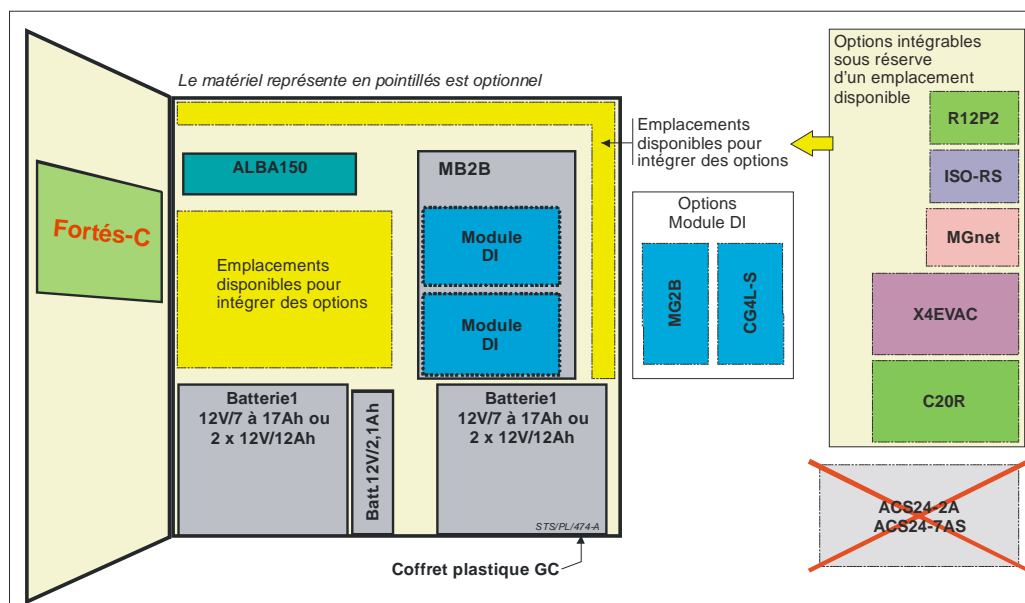 Le matériel représente en pointillés est optionnel
Fortés-C
ALBA150
MB2B
Module
DI
Module
DI
Emplacements
disponibles pour
intégrer des options
Batterie1
12V/7 à 17Ah ou
2 x 12V/12Ah
Batt.12V/2,1Ah
Batterie1
12V/7 à 17Ah ou
2 x 12V/12Ah
STS/PL/474-A
Coffret plastique GC
Emplacements
disponibles pour
intégrer des options
Options
Module DI
MG2B
CG4L-S
Options intégrables
sous réserve
d'un emplacement
disponible
R12P2
ISO-RS
MGnet
X4EVAC
C20R
ACS24-2A
ACS24-7AS